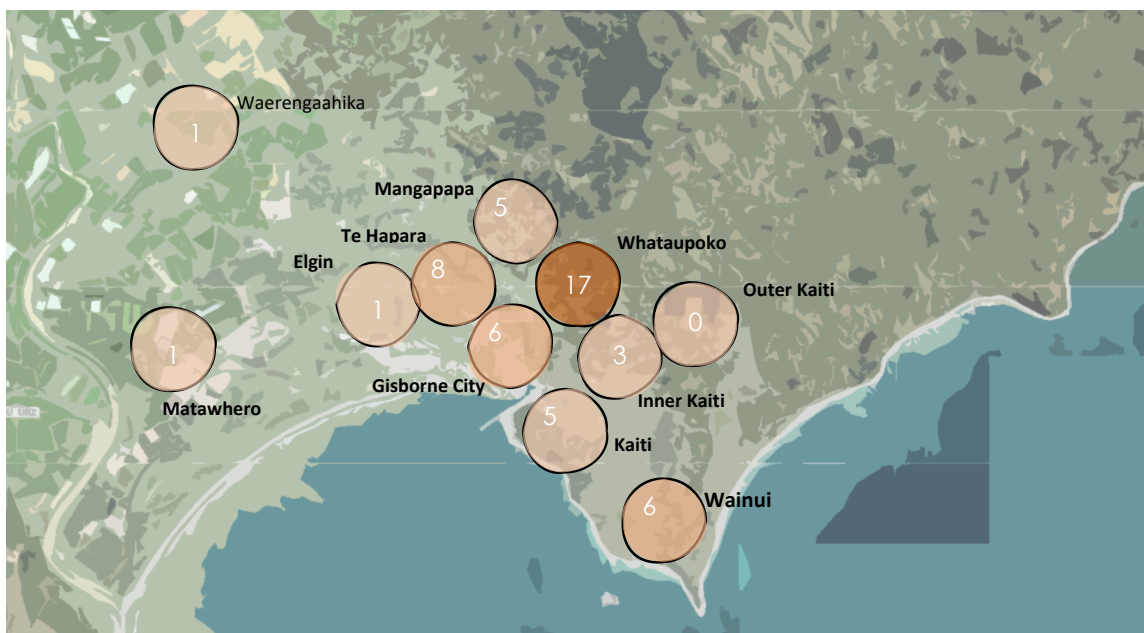 Waerengaahika
1
Mangapapa
5
Te Hapara
8
Whataupoko
17
Elgin
1
Outer Kaiti
0
6
3
1
Gisborne City
Inner Kaiti
Matawhero
5
Kaiti
6
Wainui